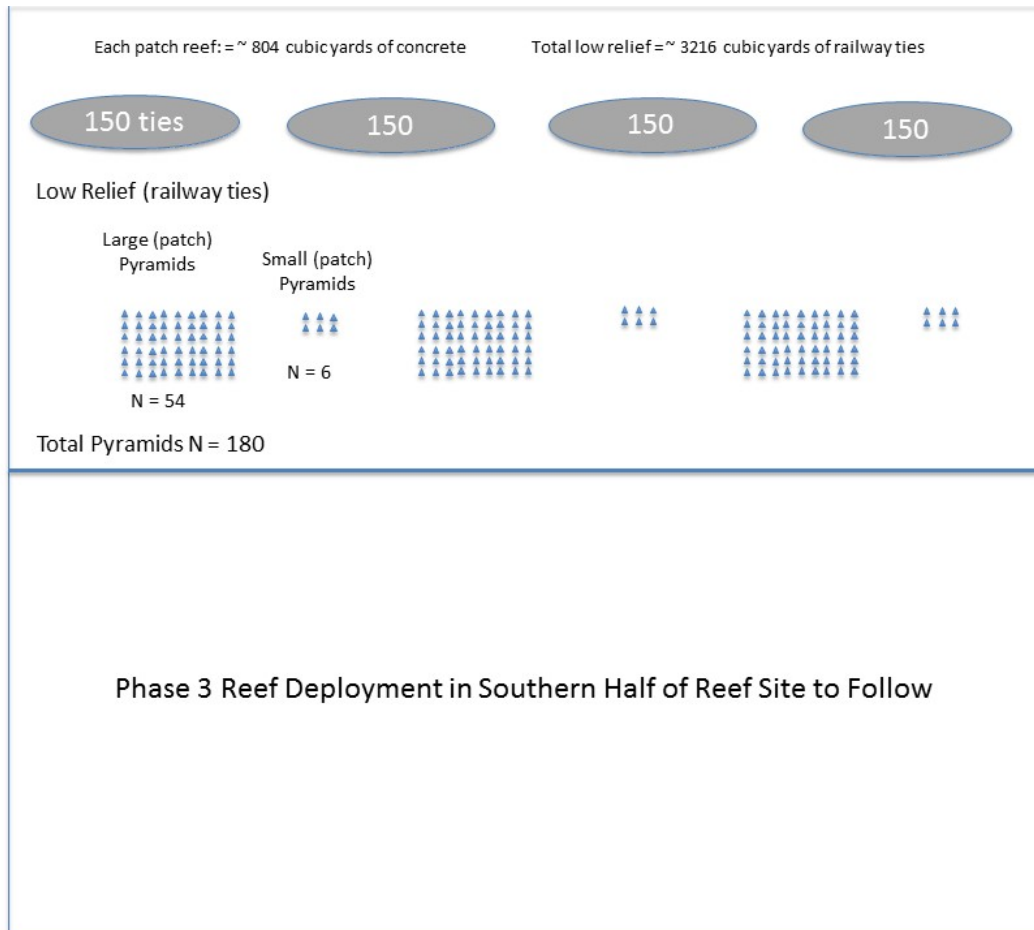 Each patch reef: = ~ 804 cubic yards of concrete
Total low relief =~ 3216 cubic yards of railway ties
150 ties
150
150
150
Low Relief (railway ties)
Large (patch)
Pyramids
Small (patch)
Pyramids
N = 6
N = 54
Total Pyramids N = 180
Phase 3 Reef Deployment in Southern Half of Reef Site to Follow